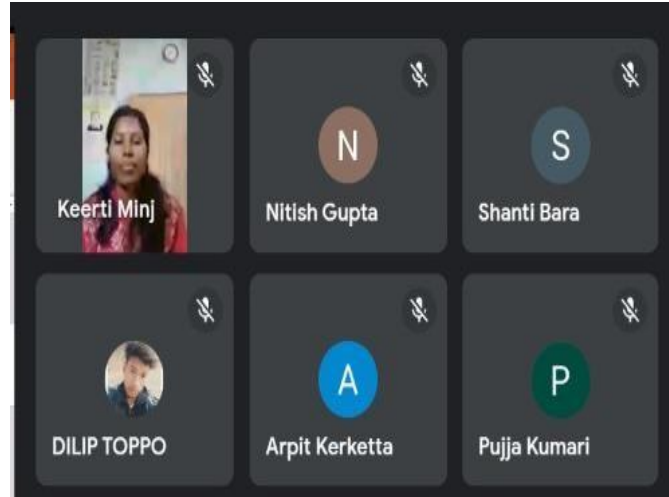 Keerti Minj
N
Nitish Gupta
S
Shanti Bara
DILIP TOPPO
A
Arpit Kerketta
P
Pujja Kumari